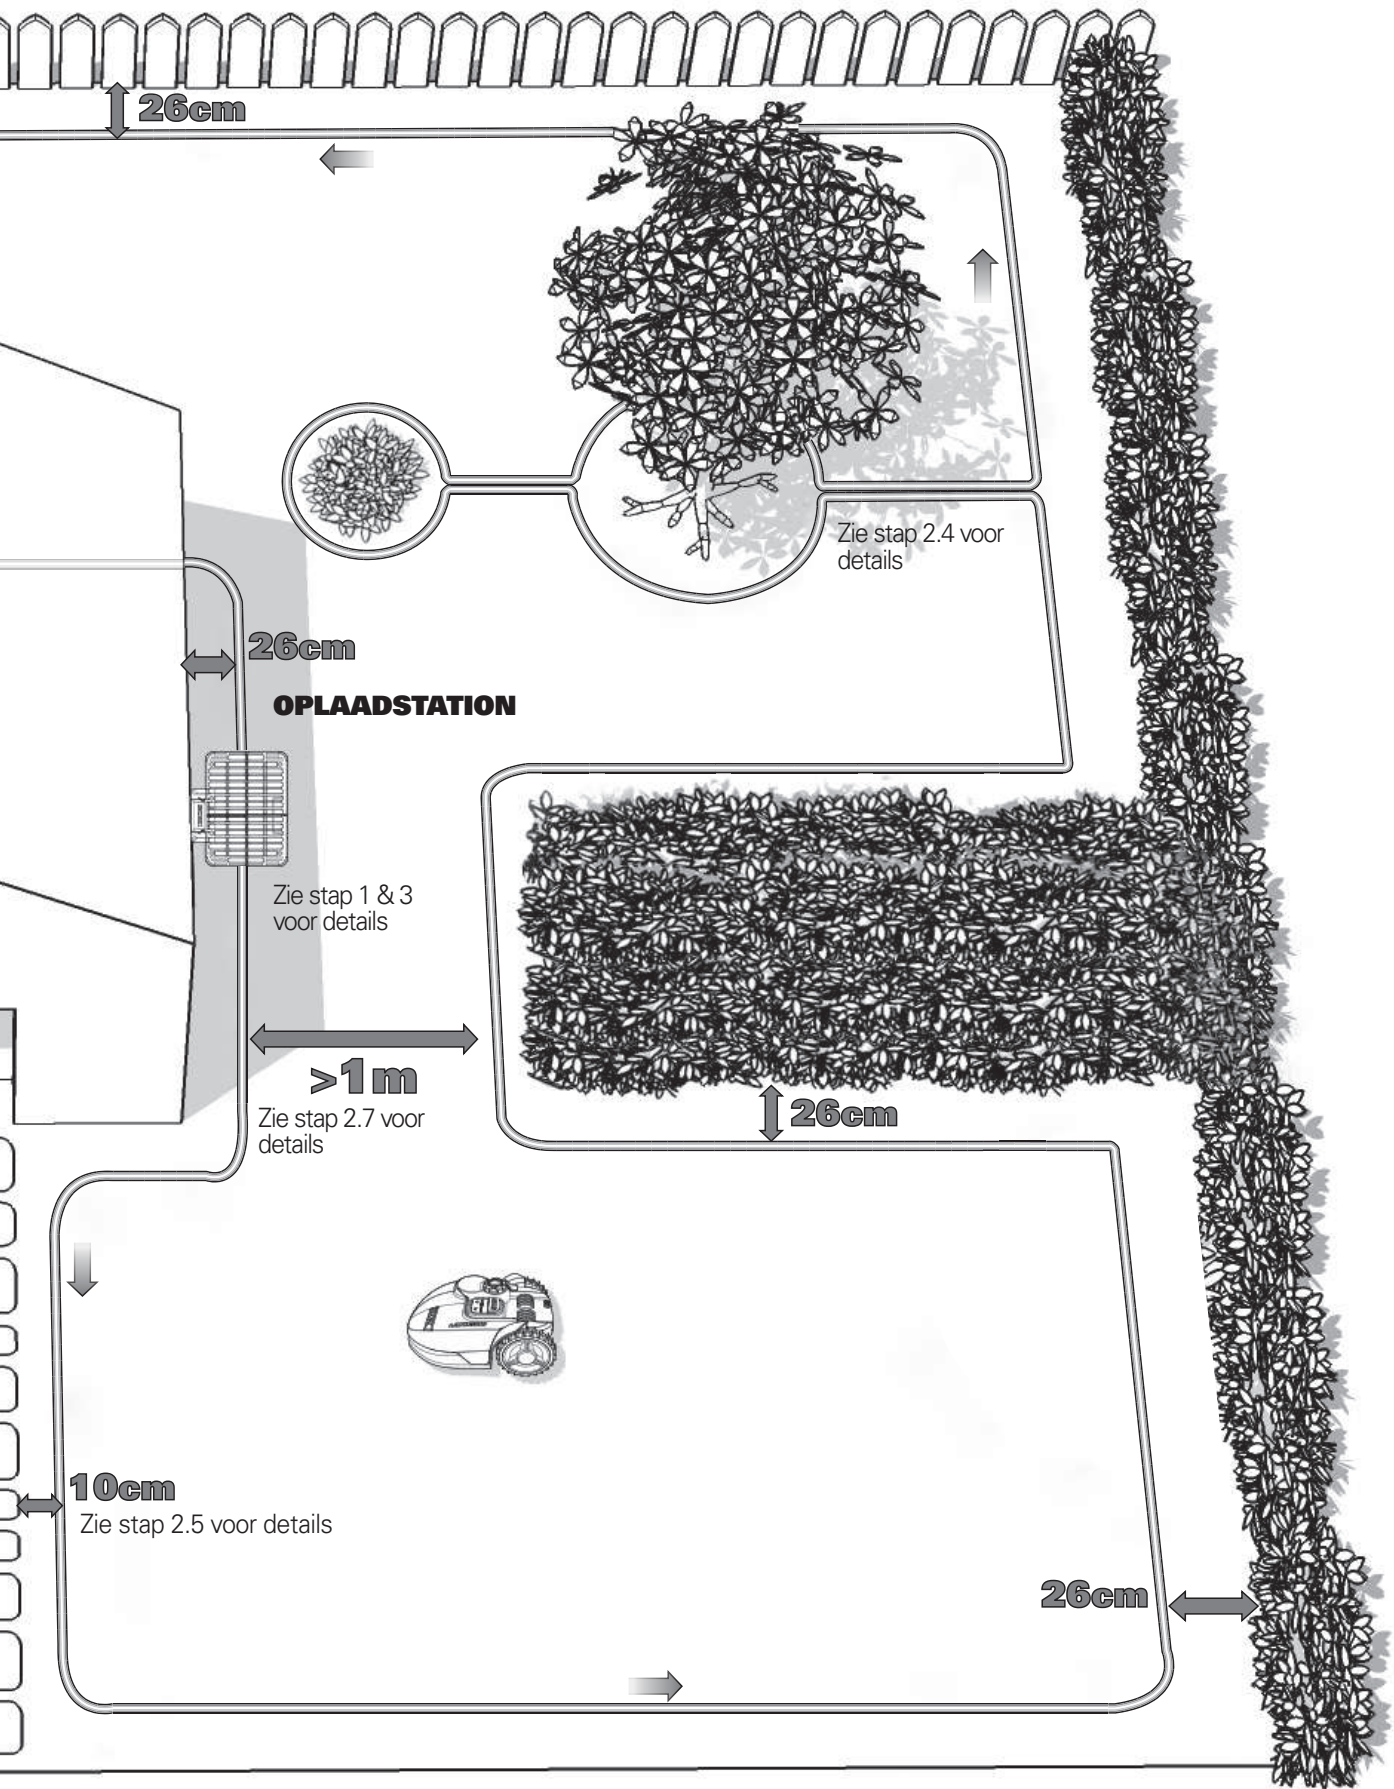 26cm
Zie stap 2.4 voor
details
26cm
OPLAADSTATION
Zie stap 1 & 3
voor details
>1m
Zie stap 2.7 voor
details
26cm
10cm
Zie stap 2.5 voor details
26cm